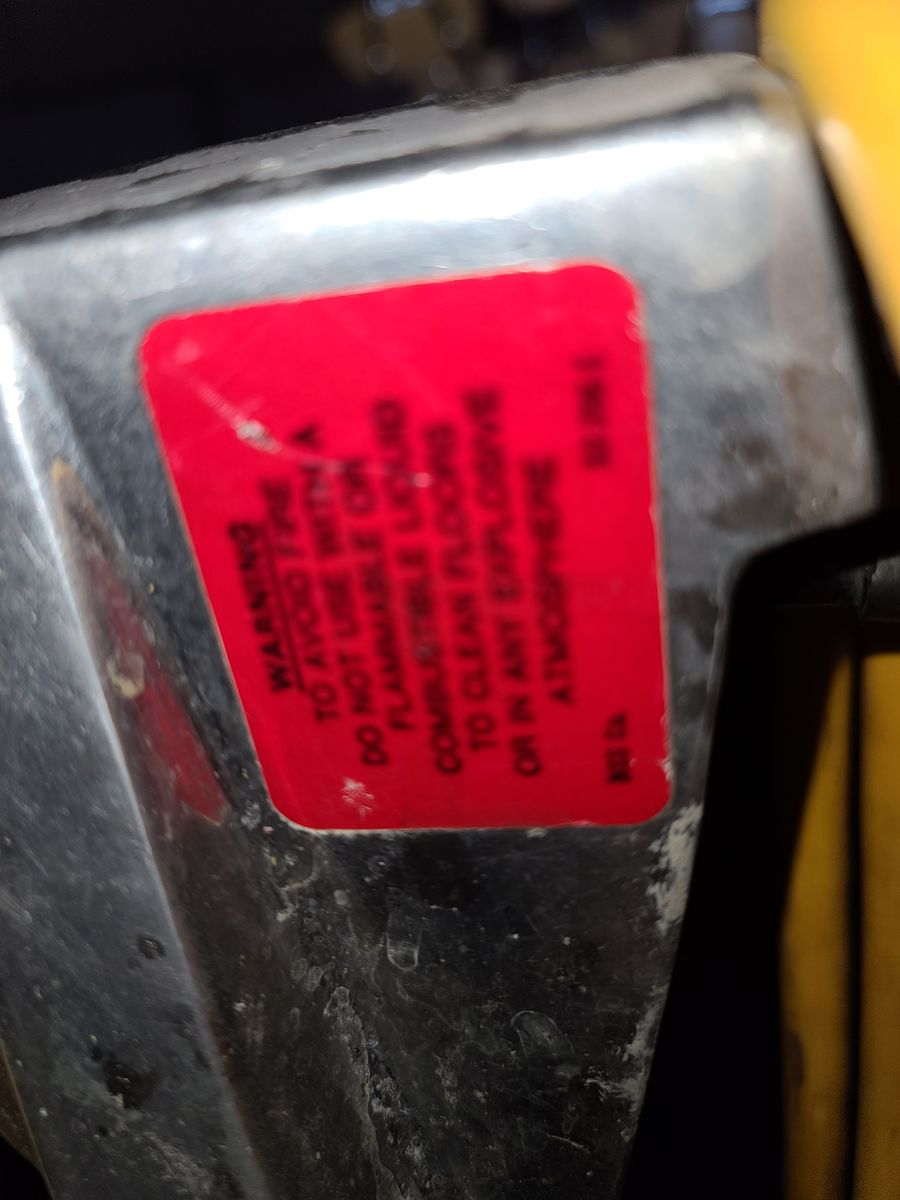 WARNING
TO AVOID FIRE
DO NOT USE WITH A
FLAMMABLE OR
COMBUSTIBLE LIQUID
TO CLEAN FLOORS
OR IN ANY EXPLOSIVE
ATMOSPHERE